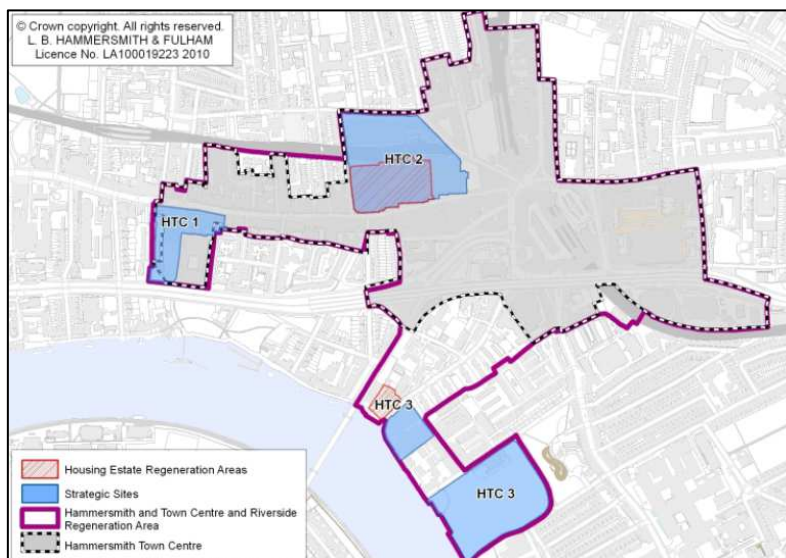 © Crown copyright. All rights reserved.
L. B. HAMMERSMITH & FULHAM
Licence No. LA100019223 2010
HTC 2
HTC 1
HTC 3
HTC 3
Housing Estate Regeneration Areas
Strategic Sites
Hammersmith and Town Centre and Riverside
Regeneration Area
Hammersmith Town Centre